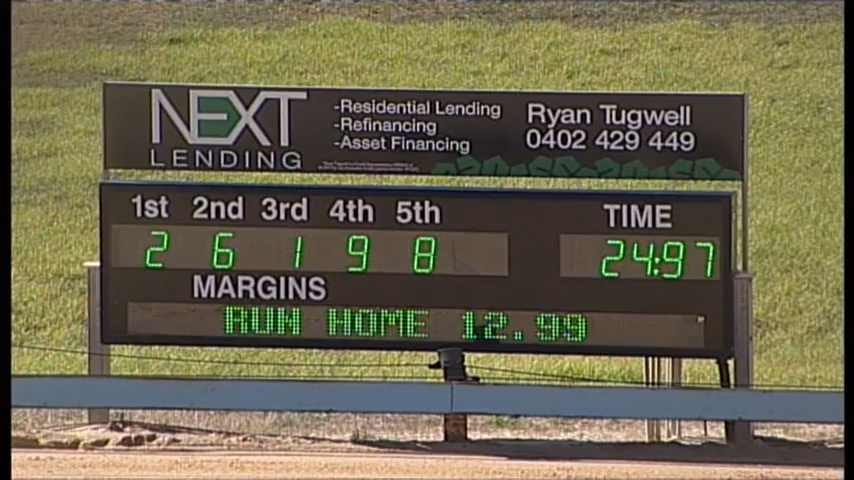 NEXT
LENDING
-Residential Lending
-Refinancing
-Asset Financing
Ryan Tugwell
0402 429 449
1st 2nd 3rd 4th 5th TIME
2 6 1 9 8 24:97
MARGINS
RUN HOME 12.99